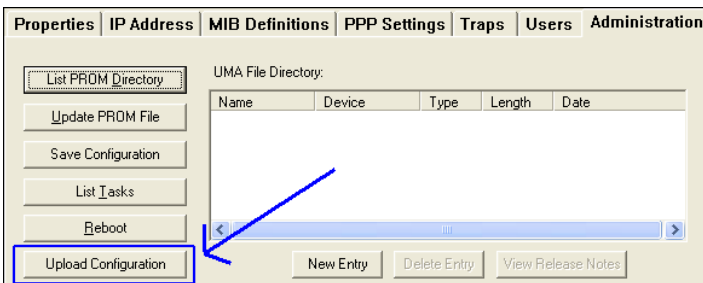 Properties IP Address MIB Definitions PPP Settings Traps Users Administration
List PROM Directory
UMA File Directory:
Name Device Type Length Date
Update PROM File
Save Configuration
List Tasks
Reboot
Upload Configuration
New Entry Delete Entry View Release Notes